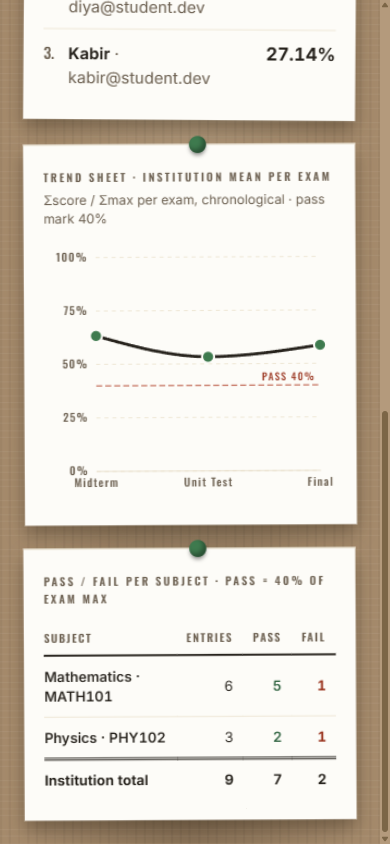 diya@student.dev
3. Kabir · 27.14%
kabir@student.dev
TREND SHEET · INSTITUTION MEAN PER EXAM
Σscore / Σmax per exam, chronological · pass
mark 40%
100%
75%
50%
PASS 40%
25%
0%
Midterm Unit Test Final
PASS / FAIL PER SUBJECT · PASS = 40% OF
EXAM MAX
SUBJECT ENTRIES PASS FAIL
Mathematics ·
MATH101 6 5 1
Physics · PHY102 3 2 1
Institution total 9 7 2